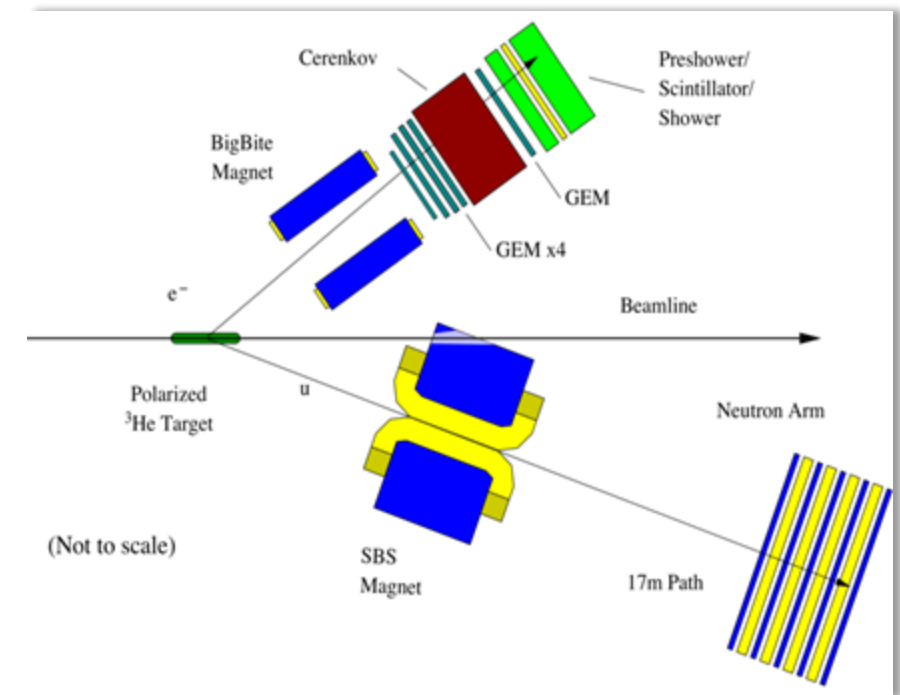 Cerenkov
Preshower/
Scintillator/
Shower
BigBite
Magnet
GEM
GEM x4
e⁻
Beamline
Polarized
³He Target
u
Neutron Arm
(Not to scale)
SBS
Magnet
17m Path